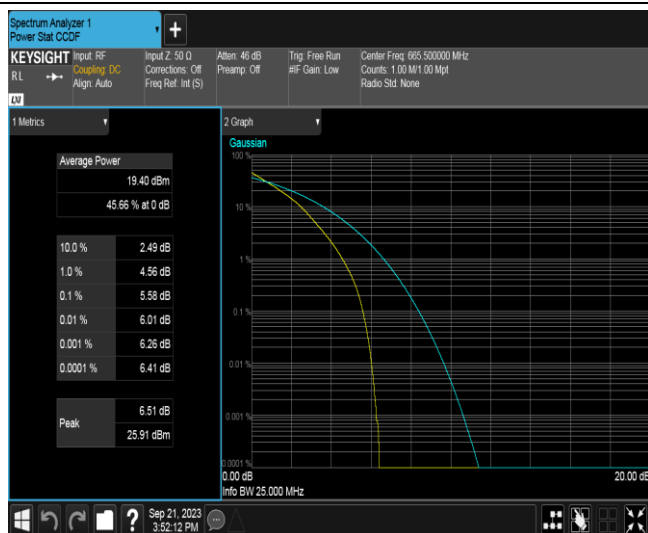 Spectrum Analyzer 1
Power Stat CCDF
+
KEYSIGHT
RL
LXI
Input: RF
Coupling: DC
Align: Auto
Input Z: 50 Ω
Corrections: Off
Freq Ref: Int (S)
Atten: 46 dB
Preamp: Off
Trig: Free Run
#IF Gain: Low
Center Freq: 665.500000 MHz
Counts: 1.00 M/1.00 Mpt
Radio Std: None
1 Metrics
Average Power
19.40 dBm
45.66 % at 0 dB
10.0 % 2.49 dB
1.0 % 4.56 dB
0.1 % 5.58 dB
0.01 % 6.01 dB
0.001 % 6.26 dB
0.0001 % 6.41 dB
Peak
6.51 dB
25.91 dBm
2 Graph
Gaussian
100 %
10 %
1 %
0.1 %
0.01 %
0.001 %
0.0001 %
0.00 dB 20.00 dB
Info BW 25.000 MHz
?
Sep 21, 2023
3:52:12 PM